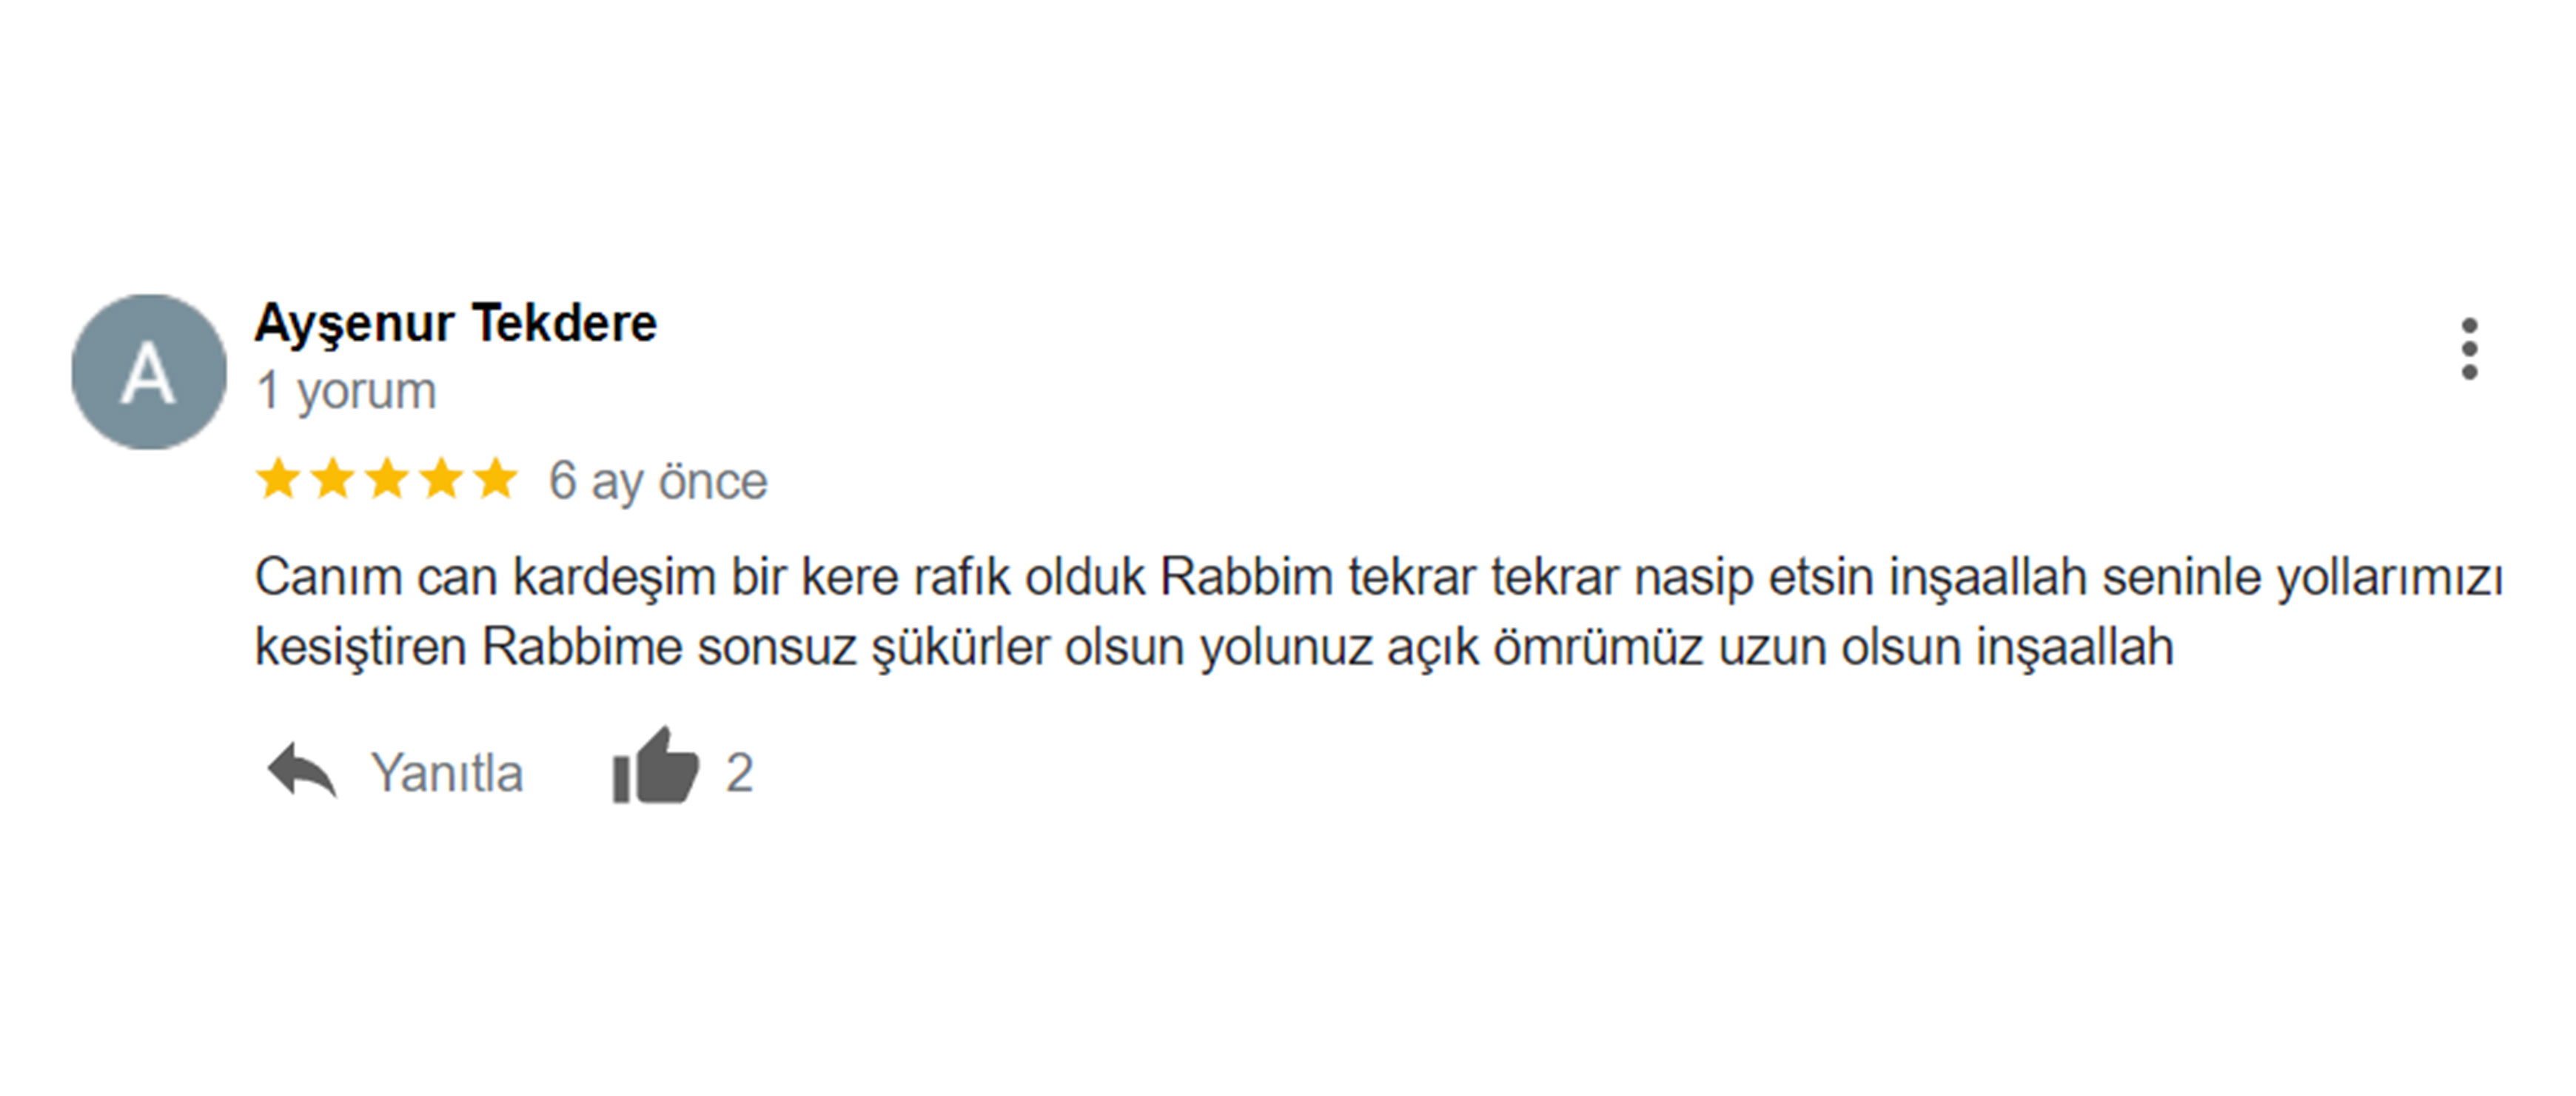 A
Ayşenur Tekdere
1 yorum
6 ay önce
Canım can kardeşim bir kere rafık olduk Rabbim tekrar tekrar nasip etsin inşaallah seninle yollarımızı
kesiştiren Rabbime sonsuz şükürler olsun yolunuz açık ömrümüz uzun olsun inşaallah
Yanıtla 2